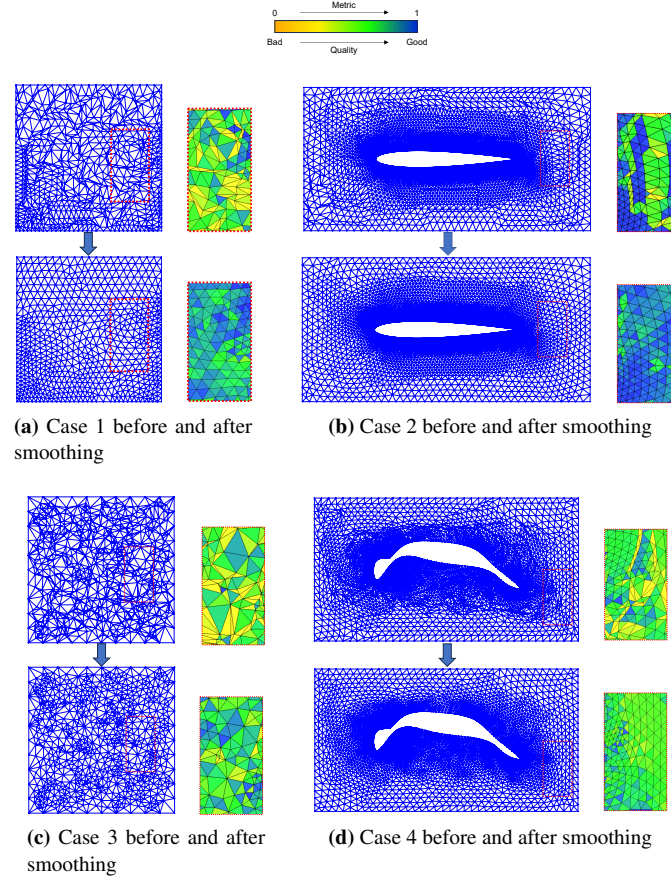 Metric
0 1
Bad Good
Quality
(a) Case 1 before and after
smoothing
(b) Case 2 before and after smoothing
(c) Case 3 before and after
smoothing
(d) Case 4 before and after smoothing